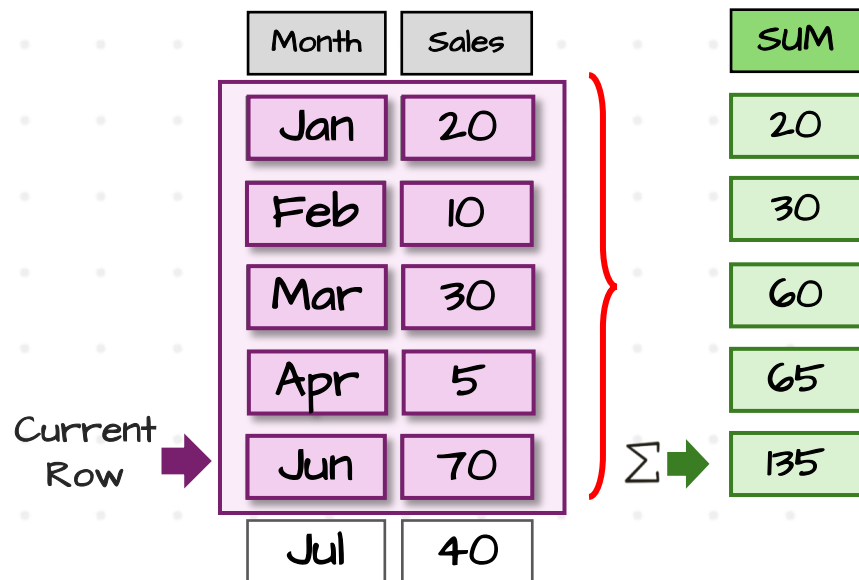 Month Sales SUM
Jan 20 20
Feb 10 30
Mar 30 60
Apr 5 65
Current
Row
Jun 70 Σ 135
Jul 40